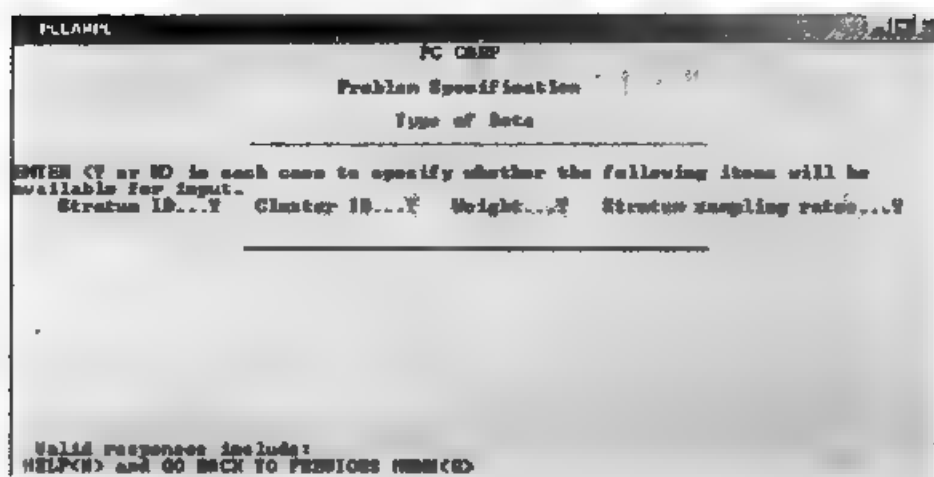 PC CARP
Problem Specification
Type of Data
ENTER (Y or N) in each case to specify whether the following items will be
available for input.
Stratum ID...Y Cluster ID...Y Weight...Y Stratum sampling rates...Y
Valid responses include:
HELP(H) and GO BACK TO PREVIOUS MENU(G)